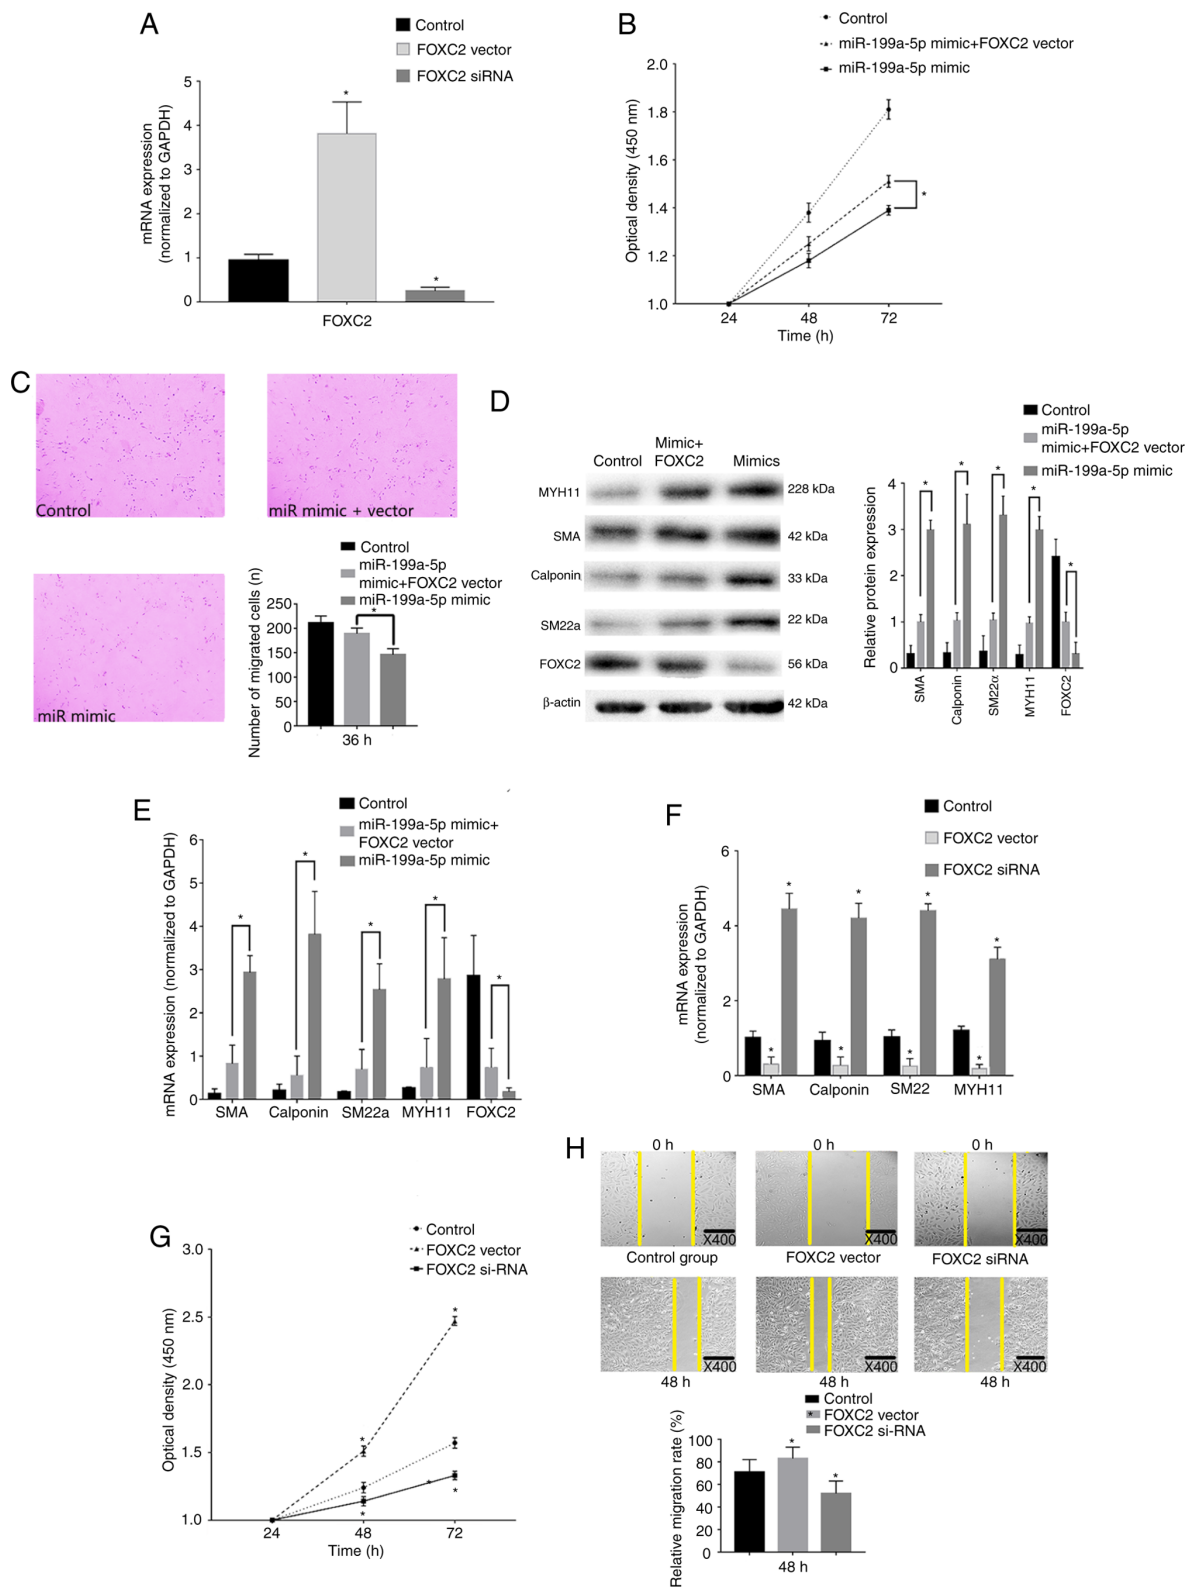 A
Control
FOXC2 vector
FOXC2 siRNA
mRNA expression
(normalized to GAPDH)
5
4
3
2
1
0
*
*
FOXC2
B
Control
miR-199a-5p mimic+FOXC2 vector
miR-199a-5p mimic
Optical density (450 nm)
2.0
1.8
1.6
1.4
1.2
1.0
*
24
48
72
Time (h)
C
Control
miR mimic + vector
miR mimic
Control
miR-199a-5p
mimic+FOXC2 vector
miR-199a-5p mimic
Number of migrated cells (n)
250
200
150
100
50
0
*
36 h
D
Control
Mimic+
FOXC2
Mimics
MYH11
228 kDa
SMA
42 kDa
Calponin
33 kDa
SM22a
22 kDa
FOXC2
56 kDa
β-actin
42 kDa
Control
miR-199a-5p
mimic+FOXC2 vector
miR-199a-5p mimic
Relative protein expression
4
3
2
1
0
*
*
*
*
*
SMA
Calponin
SM22α
MYH11
FOXC2
E
Control
miR-199a-5p mimic+
FOXC2 vector
miR-199a-5p mimic
mRNA expression (normalized to GAPDH)
6
5
4
3
2
1
0
*
*
*
*
*
SMA
Calponin
SM22a
MYH11
FOXC2
F
Control
FOXC2 vector
FOXC2 siRNA
mRNA expression
(normalized to GAPDH)
6
4
2
0
*
*
*
*
*
*
*
*
SMA
Calponin
SM22
MYH11
G
Control
FOXC2 vector
FOXC2 si-RNA
Optical density (450 nm)
3.0
2.5
2.0
1.5
1.0
*
*
*
*
*
24
48
72
Time (h)
H
0 h
0 h
0 h
X400
X400
X400
Control group
FOXC2 vector
FOXC2 siRNA
X400
X400
X400
48 h
48 h
48 h
Control
* FOXC2 vector
FOXC2 si-RNA
Relative migration rate (%)
100
80
60
40
20
0
*
*
48 h